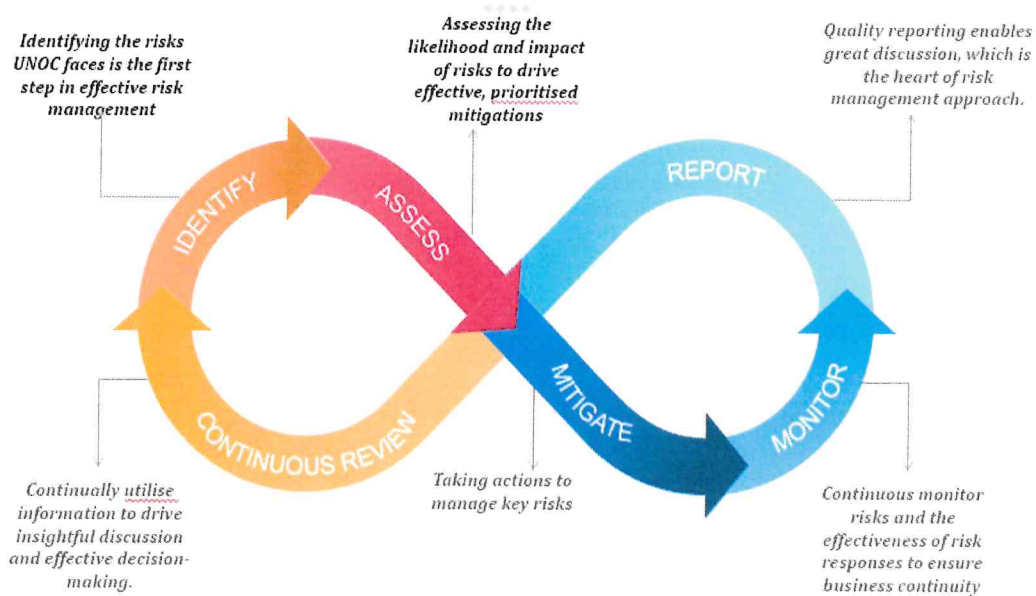 Identifying the risks
UNOC faces is the first
step in effective risk
management
Assessing the
likelihood and impact
of risks to drive
effective, prioritised
mitigations
Quality reporting enables
great discussion, which is
the heart of risk
management approach.
IDENTIFY
ASSESS
REPORT
CONTINUOUS REVIEW
MITIGATE
MONITOR
Continually utilise
information to drive
insightful discussion
and effective decision-
making.
Taking actions to
manage key risks
Continuous monitor
risks and the
effectiveness of risk
responses to ensure
business continuity